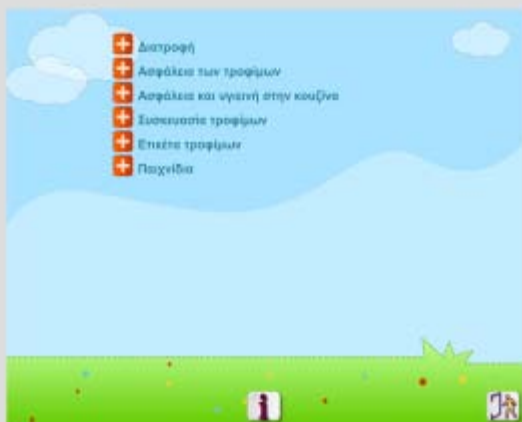 Διατροφή
Ασφάλεια των τροφίμων
Ασφάλεια και υγιεινή στην κουζίνα
Συσκευασία τροφίμων
Ετικέτα τροφίμων
Παιχνίδια